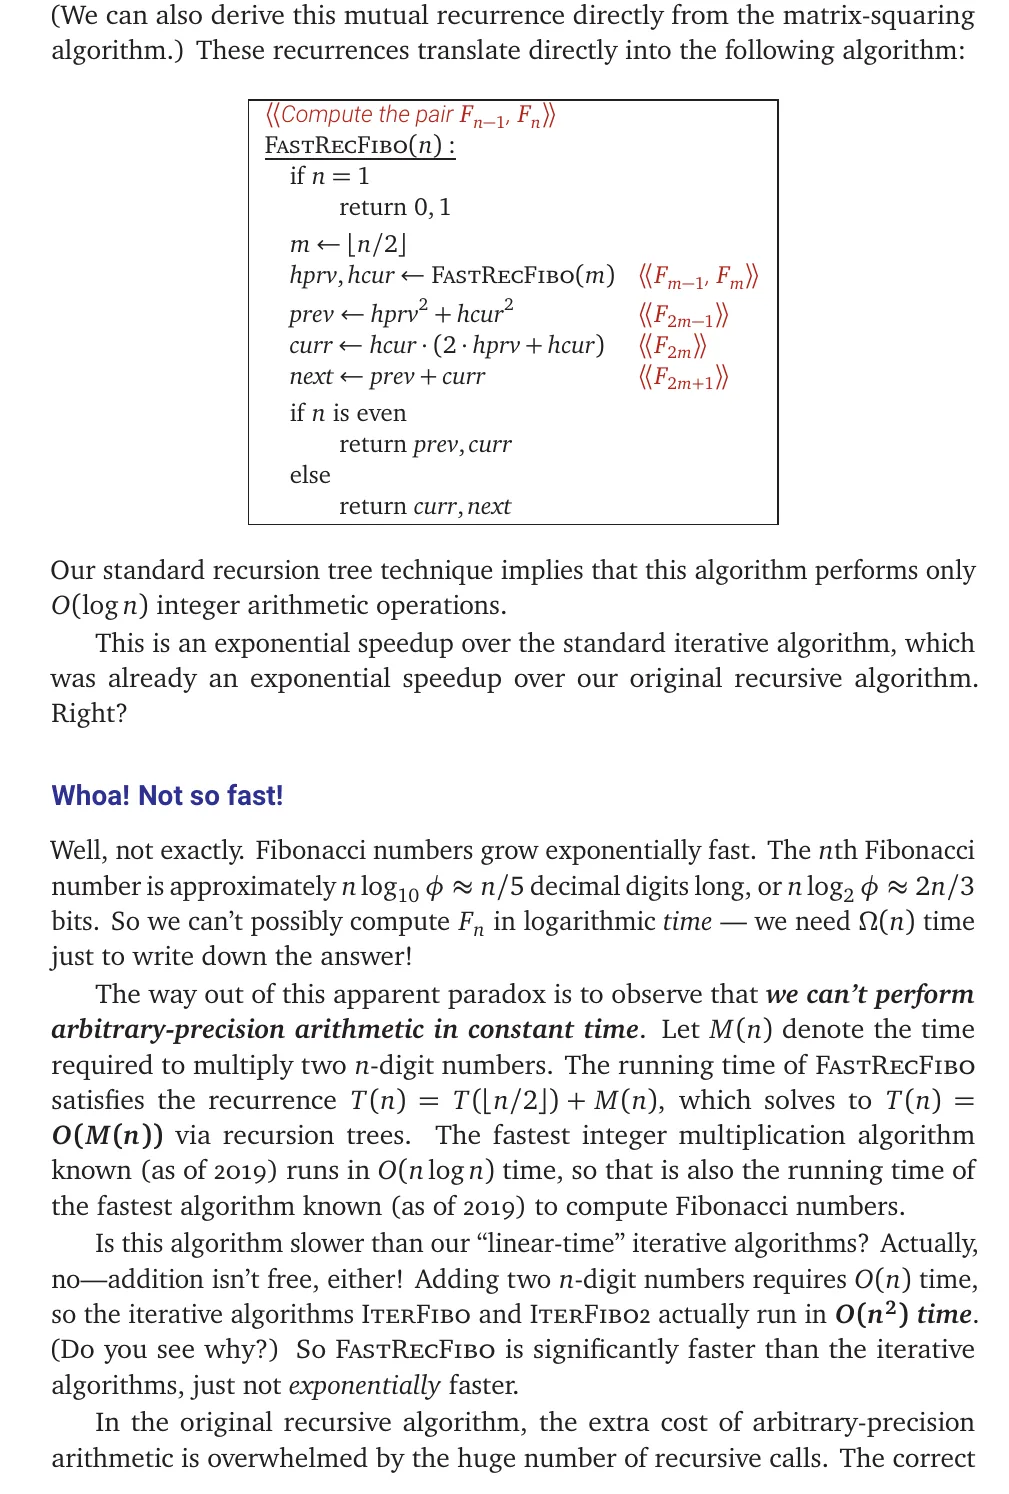 (We can also derive this mutual recurrence directly from the matrix-squaring
algorithm.) These recurrences translate directly into the following algorithm:
⟨⟨Compute the pair Fₙ₋₁, Fₙ⟩⟩
FastRecFibo(n) :
if n = 1
return 0, 1
m ← ⌊n/2⌋
hprv, hcur ← FastRecFibo(m) ⟨⟨Fₘ₋₁, Fₘ⟩⟩
prev ← hprv² + hcur² ⟨⟨F₂ₘ₋₁⟩⟩
curr ← hcur · (2 · hprv + hcur) ⟨⟨F₂ₘ⟩⟩
next ← prev + curr ⟨⟨F₂ₘ₊₁⟩⟩
if n is even
return prev, curr
else
return curr, next
Our standard recursion tree technique implies that this algorithm performs only
O(log n) integer arithmetic operations.
This is an exponential speedup over the standard iterative algorithm, which
was already an exponential speedup over our original recursive algorithm.
Right?
Whoa! Not so fast!
Well, not exactly. Fibonacci numbers grow exponentially fast. The nth Fibonacci
number is approximately n log₁₀ ϕ ≈ n/5 decimal digits long, or n log₂ ϕ ≈ 2n/3
bits. So we can’t possibly compute Fₙ in logarithmic time — we need Ω(n) time
just to write down the answer!
The way out of this apparent paradox is to observe that we can’t perform
arbitrary-precision arithmetic in constant time. Let M(n) denote the time
required to multiply two n-digit numbers. The running time of FastRecFibo
satisfies the recurrence T(n) = T(⌊n/2⌋) + M(n), which solves to T(n) =
O(M(n)) via recursion trees. The fastest integer multiplication algorithm
known (as of 2019) runs in O(n log n) time, so that is also the running time of
the fastest algorithm known (as of 2019) to compute Fibonacci numbers.
Is this algorithm slower than our “linear-time” iterative algorithms? Actually,
no—addition isn’t free, either! Adding two n-digit numbers requires O(n) time,
so the iterative algorithms IterFibo and IterFibo2 actually run in O(n²) time.
(Do you see why?) So FastRecFibo is significantly faster than the iterative
algorithms, just not exponentially faster.
In the original recursive algorithm, the extra cost of arbitrary-precision
arithmetic is overwhelmed by the huge number of recursive calls. The correct